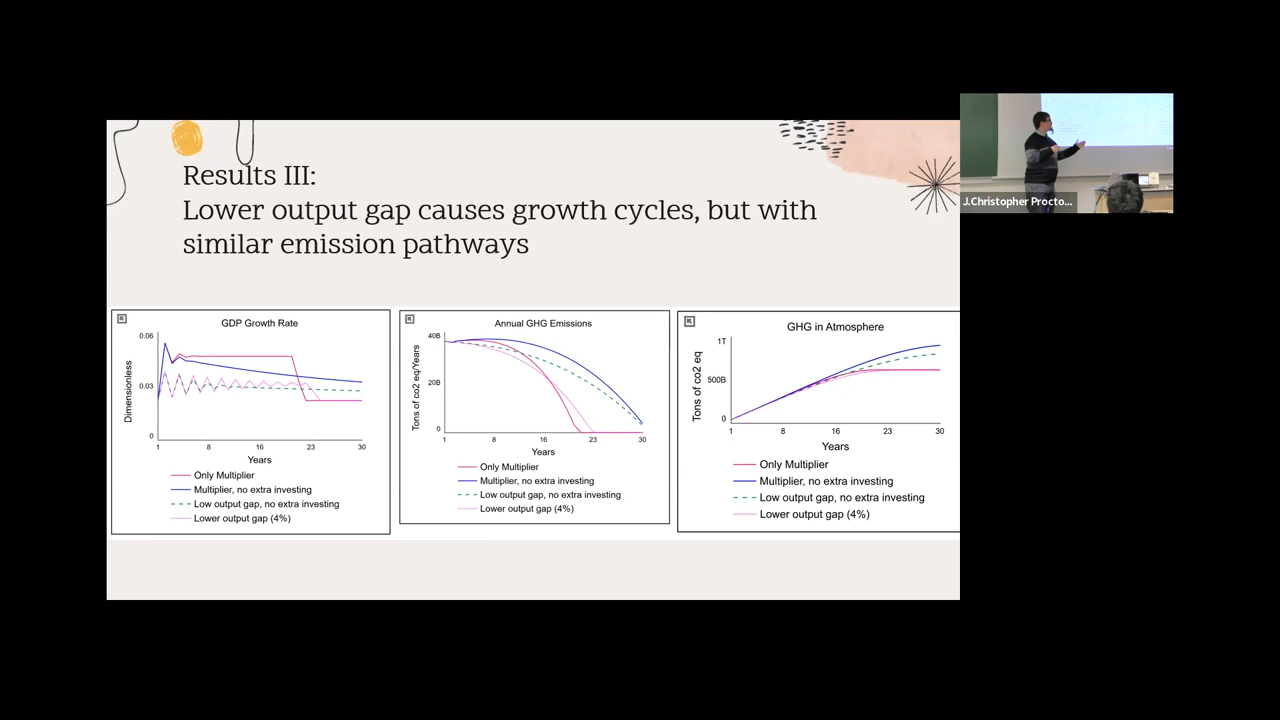 Results III:
Lower output gap causes growth cycles, but with
similar emission pathways
J.Christopher Procto...
GDP Growth Rate
0.06
0.03
0
Dimensionless
1 8 16 23 30
Years
Only Multiplier
Multiplier, no extra investing
Low output gap, no extra investing
Lower output gap (4%)
Annual GHG Emissions
40B
20B
0
Tons of co2 eq/Years
1 8 16 23 30
Years
Only Multiplier
Multiplier, no extra investing
Low output gap, no extra investing
Lower output gap (4%)
GHG in Atmosphere
1T
500B
0
Tons of co2 eq
1 8 16 23 30
Years
Only Multiplier
Multiplier, no extra investing
Low output gap, no extra investing
Lower output gap (4%)